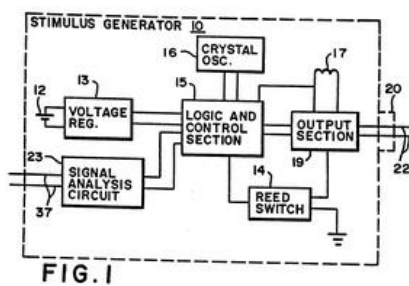 STIMULUS GENERATOR 10
16
CRYSTAL
OSC.
17
13
15
12
VOLTAGE
REG.
LOGIC AND
CONTROL
SECTION
20
OUTPUT
SECTION
19
22
23
SIGNAL
ANALYSIS
CIRCUIT
37
14
REED
SWITCH
FIG. 1